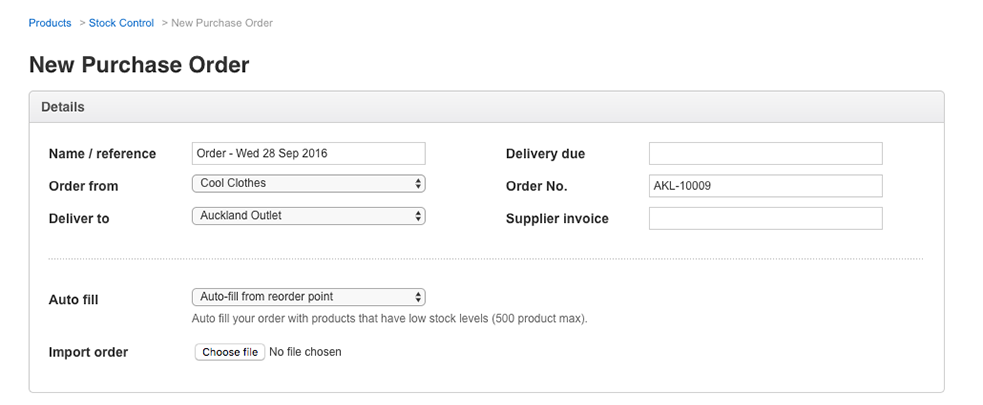 Products > Stock Control > New Purchase Order
New Purchase Order
Details
Name / reference Order - Wed 28 Sep 2016 Delivery due
Order from Cool Clothes Order No. AKL-10009
Deliver to Auckland Outlet Supplier invoice
Auto fill Auto-fill from reorder point
Auto fill your order with products that have low stock levels (500 product max).
Import order Choose file No file chosen